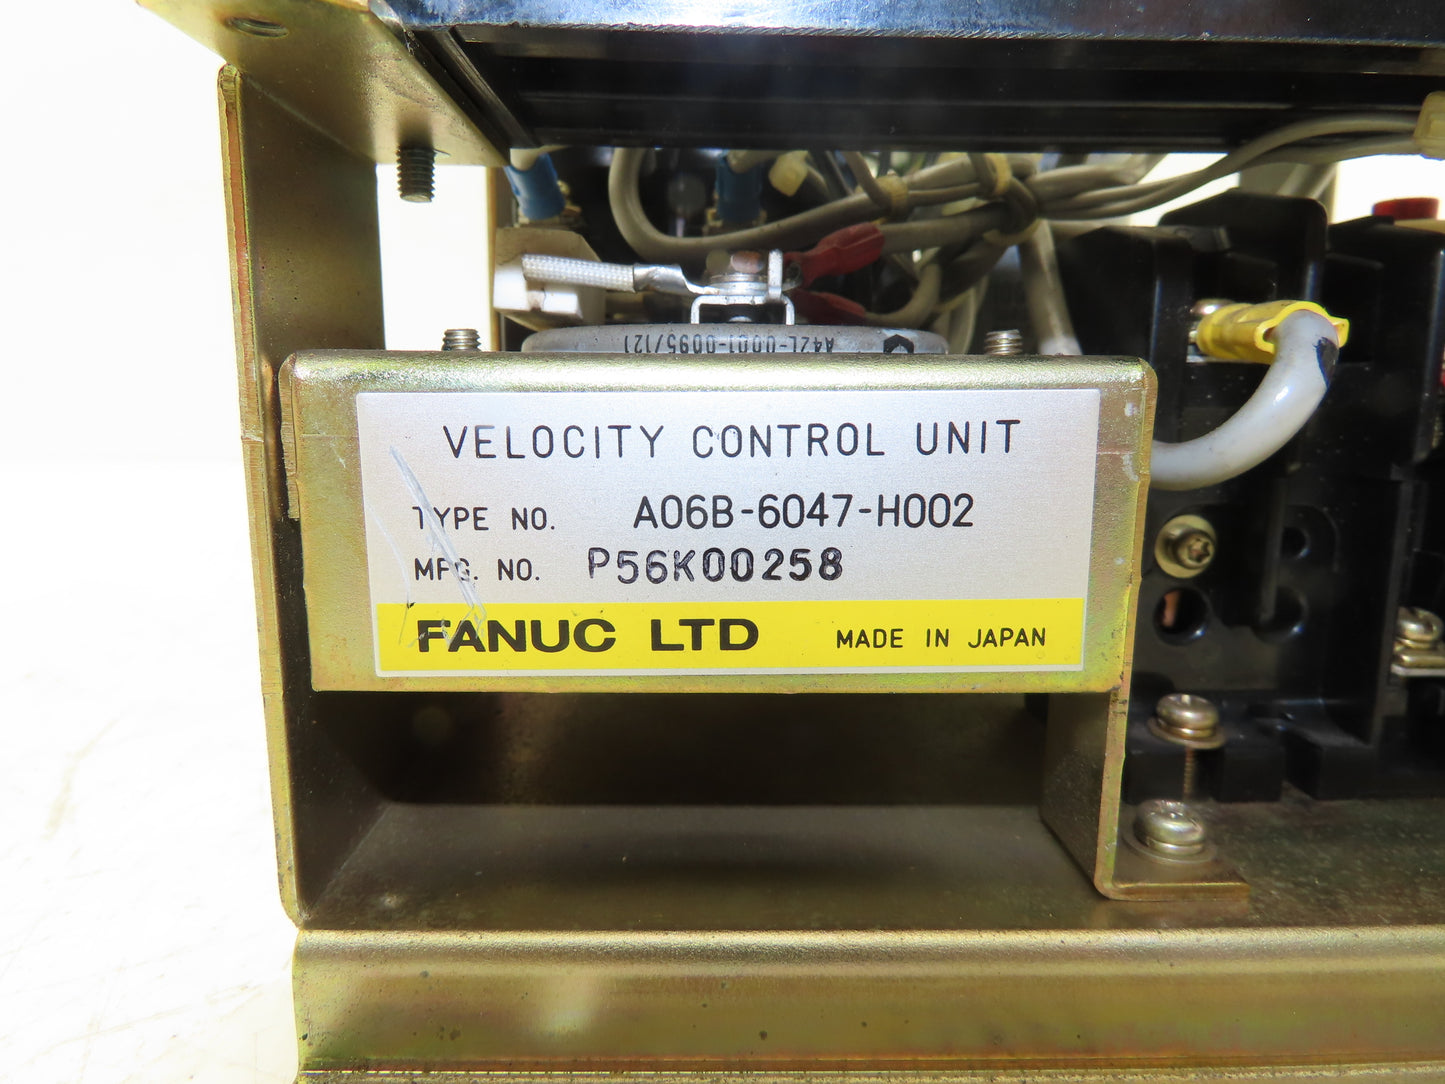 A42L-0001-0095/121
VELOCITY CONTROL UNIT
TYPE NO. A06B-6047-H002
MFG. NO. P56K00258
FANUC LTD MADE IN JAPAN